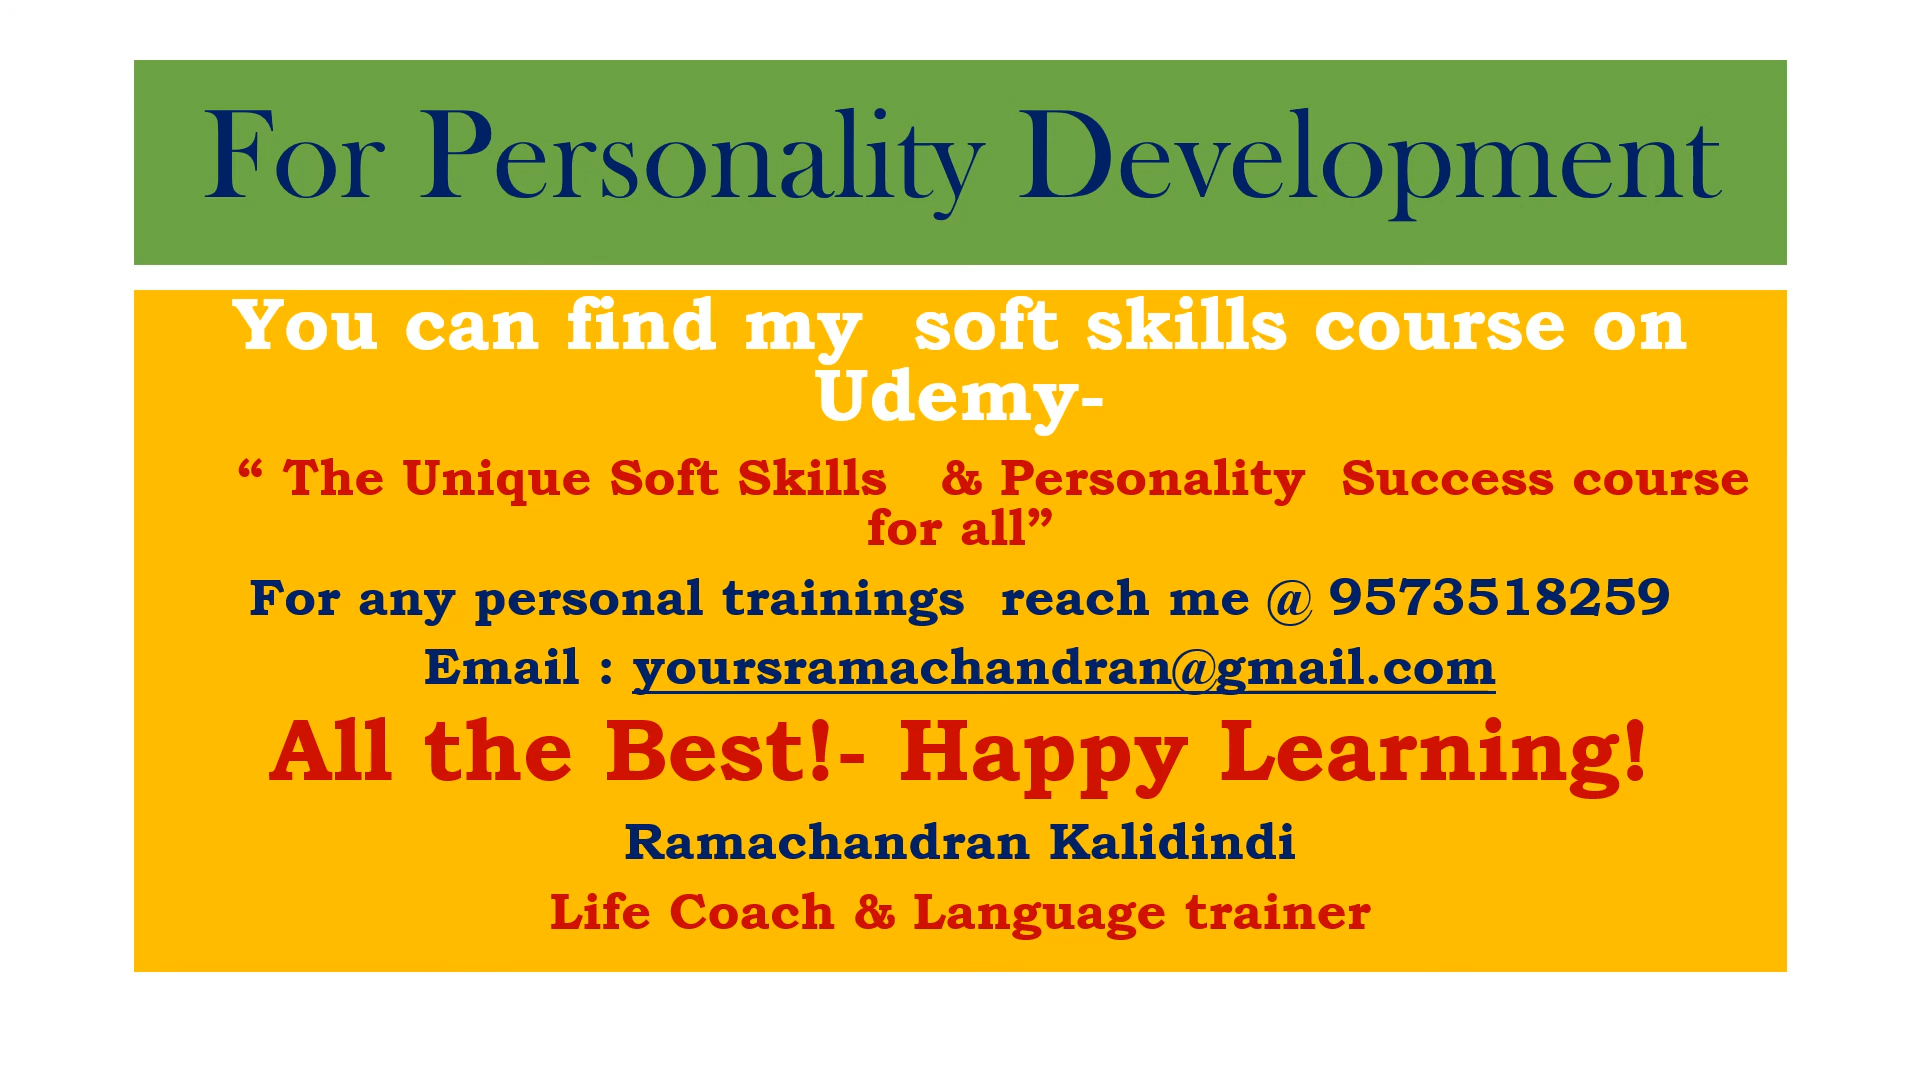 For Personality Development
You can find my  soft skills course on
Udemy-
“ The Unique Soft Skills   & Personality  Success course
for all”
For any personal trainings  reach me @ 9573518259
Email : yoursramachandran@gmail.com
All the Best!- Happy Learning!
Ramachandran Kalidindi
Life Coach & Language trainer